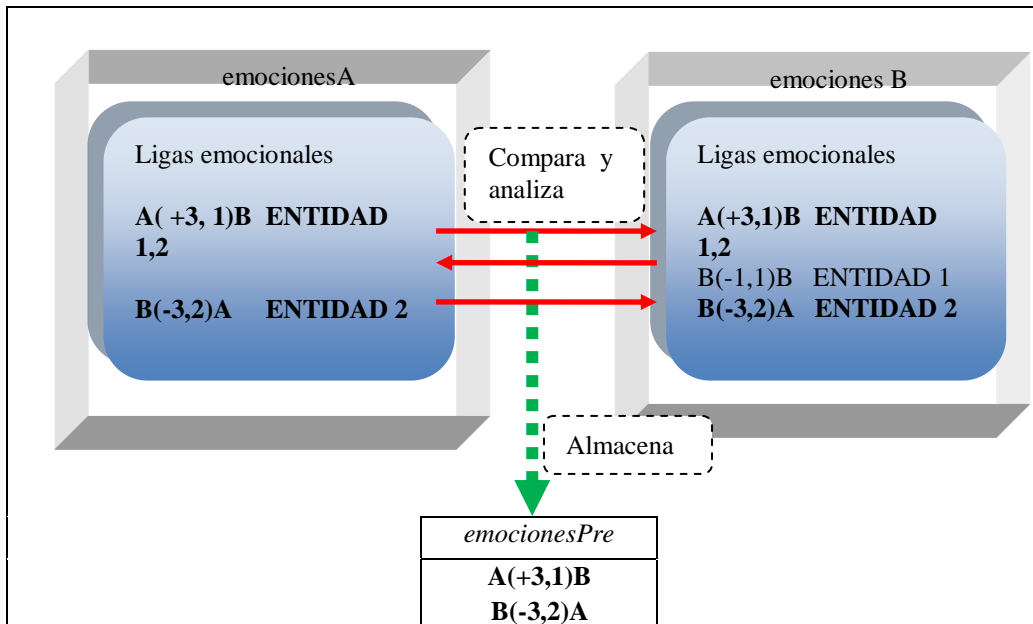 emocionesA
Ligas emocionales
A( +3, 1)B ENTIDAD
1,2
B(-3,2)A ENTIDAD 2
Compara y
analiza
emociones B
Ligas emocionales
A(+3,1)B ENTIDAD
1,2
B(-1,1)B ENTIDAD 1
B(-3,2)A ENTIDAD 2
Almacena
emocionesPre
A(+3,1)B
B(-3,2)A